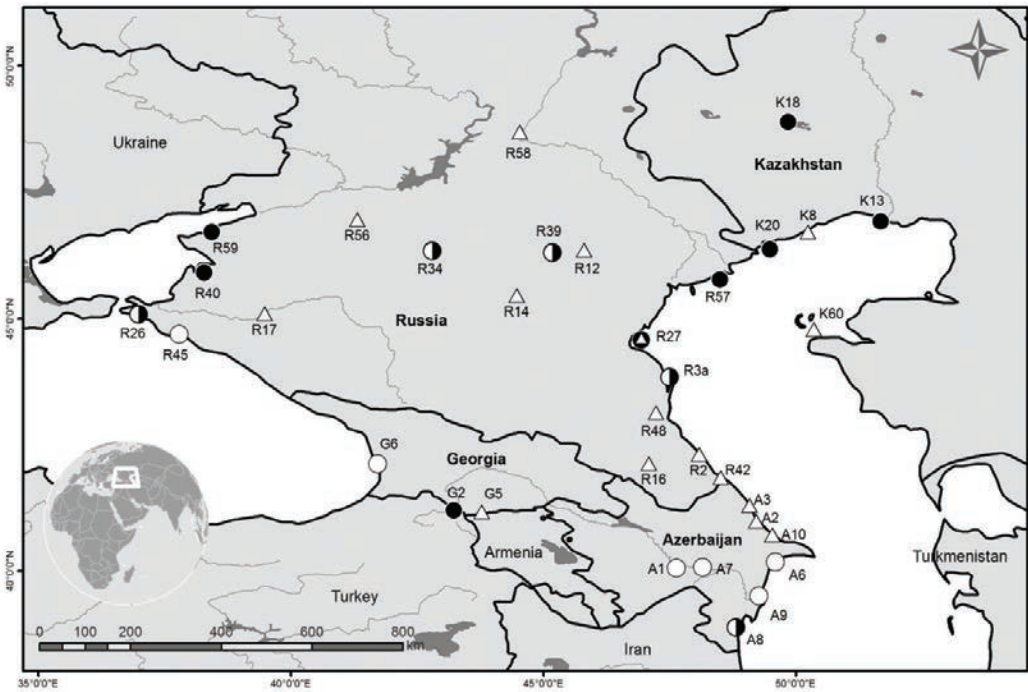 50°0'0"N
K18
Ukraine
R58
Kazakhstan
K13
K8
K20
R56
R59
R39
R34
R12
R57
R40
R14
45°0'0"N
R17
Russia
R26
R45
R27
K60
R3a
R48
G6
Georgia
R2
R42
R16
G2
G5
A3
A2
A10
Azerbaijan
Armenia
Turkmenistan
40°0'0"N
A1
A7
A6
Turkey
A9
A8
Iran
0 100 200 400 600 800
km
35°0'0"E 40°0'0"E 45°0'0"E 50°0'0"E